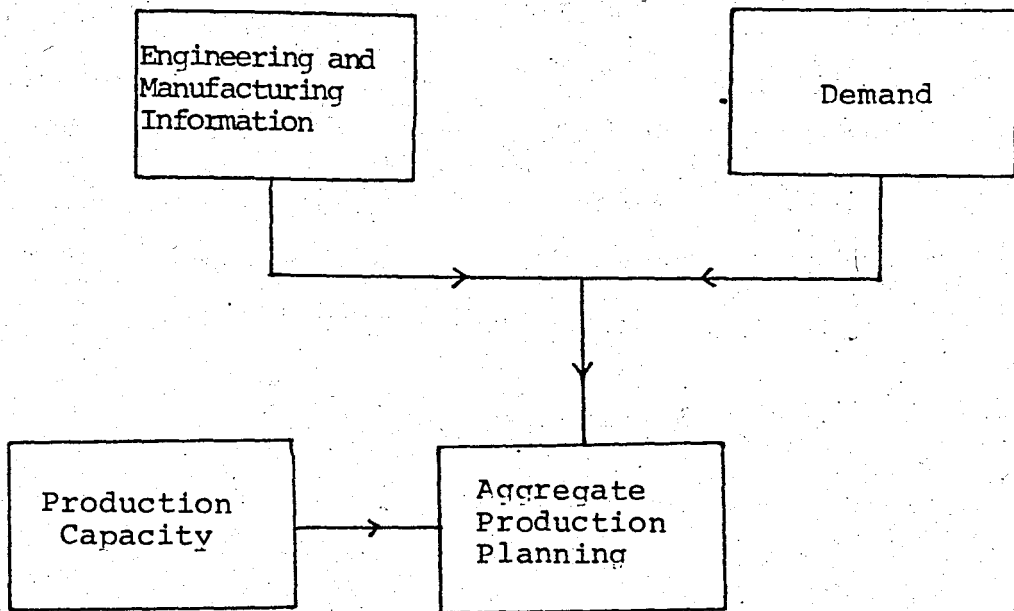 Engineering and
Manufacturing
Information
Demand
Production
Capacity
Aggregate
Production
Planning